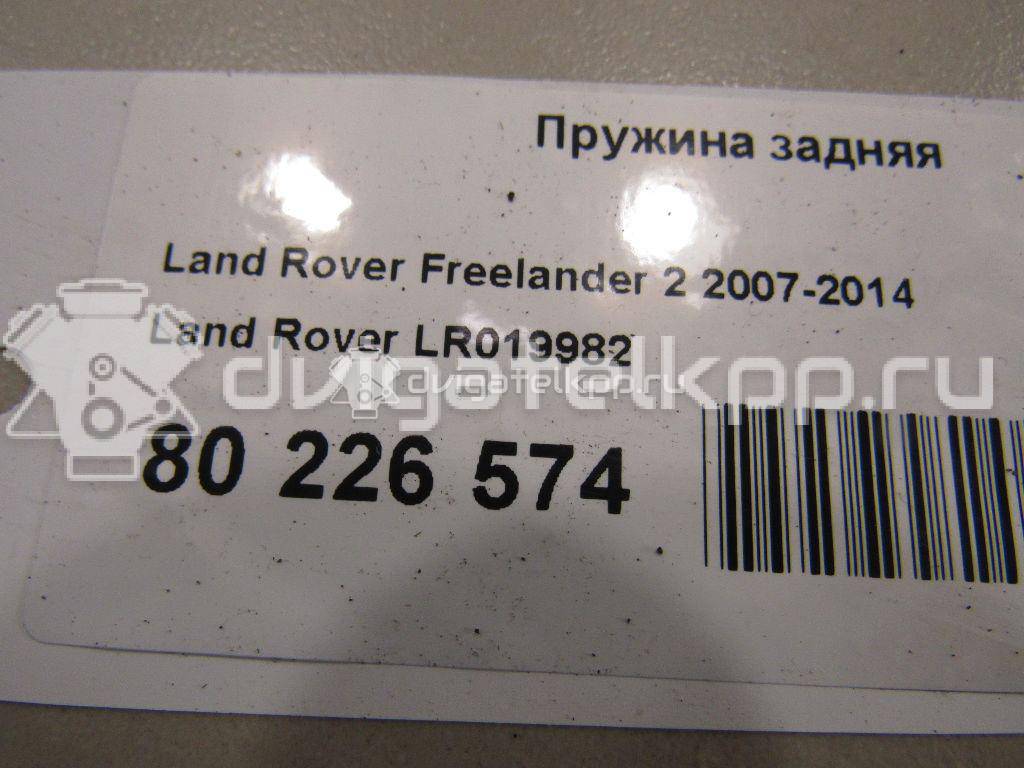 Пружина задняя
Land Rover Freelander 2 2007-2014
Land Rover LR019982
dvigatelkpp.ru
dvigatelkpp.ru
80 226 574